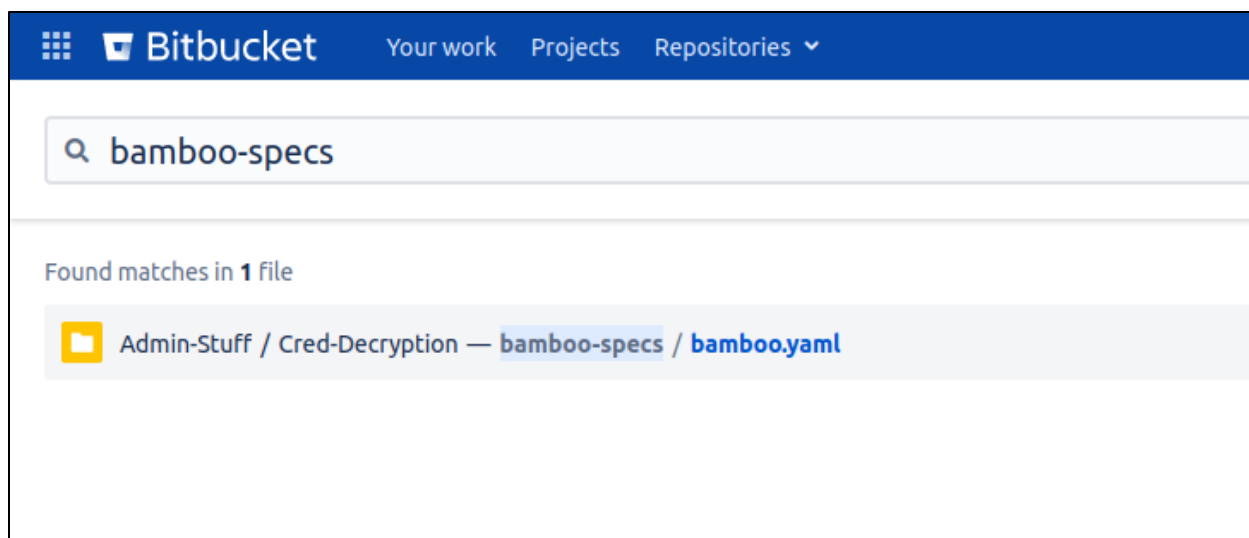 Bitbucket Your work Projects Repositories
bamboo-specs
Found matches in 1 file
Admin-Stuff / Cred-Decryption — bamboo-specs / bamboo.yaml